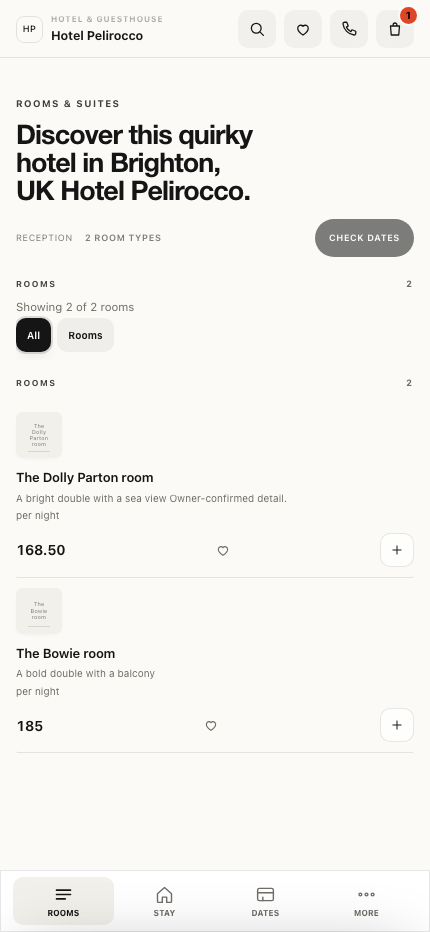 HP
HOTEL & GUESTHOUSE
Hotel Pelirocco
1
ROOMS & SUITES
Discover this quirky
hotel in Brighton,
UK Hotel Pelirocco.
RECEPTION 2 ROOM TYPES
CHECK DATES
ROOMS 2
Showing 2 of 2 rooms
All Rooms
ROOMS 2
The
Dolly
Parton
room
The Dolly Parton room
A bright double with a sea view Owner-confirmed detail.
per night
168.50
The
Bowie
room
The Bowie room
A bold double with a balcony
per night
185
ROOMS STAY DATES MORE